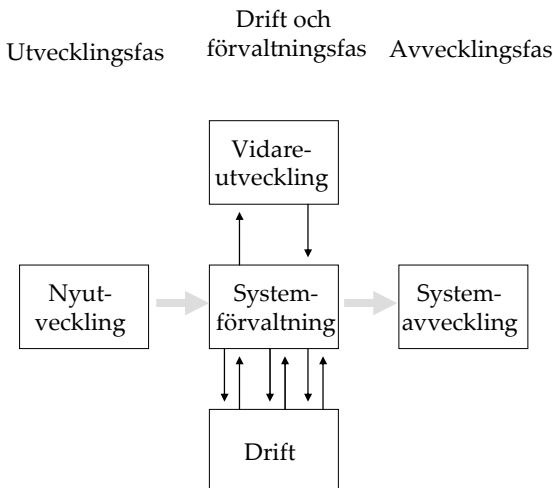 Utvecklingsfas
Drift och
förvaltningsfas
Avvecklingsfas
Vidare-
utveckling
Nyut-
veckling
System-
förvaltning
System-
avveckling
Drift